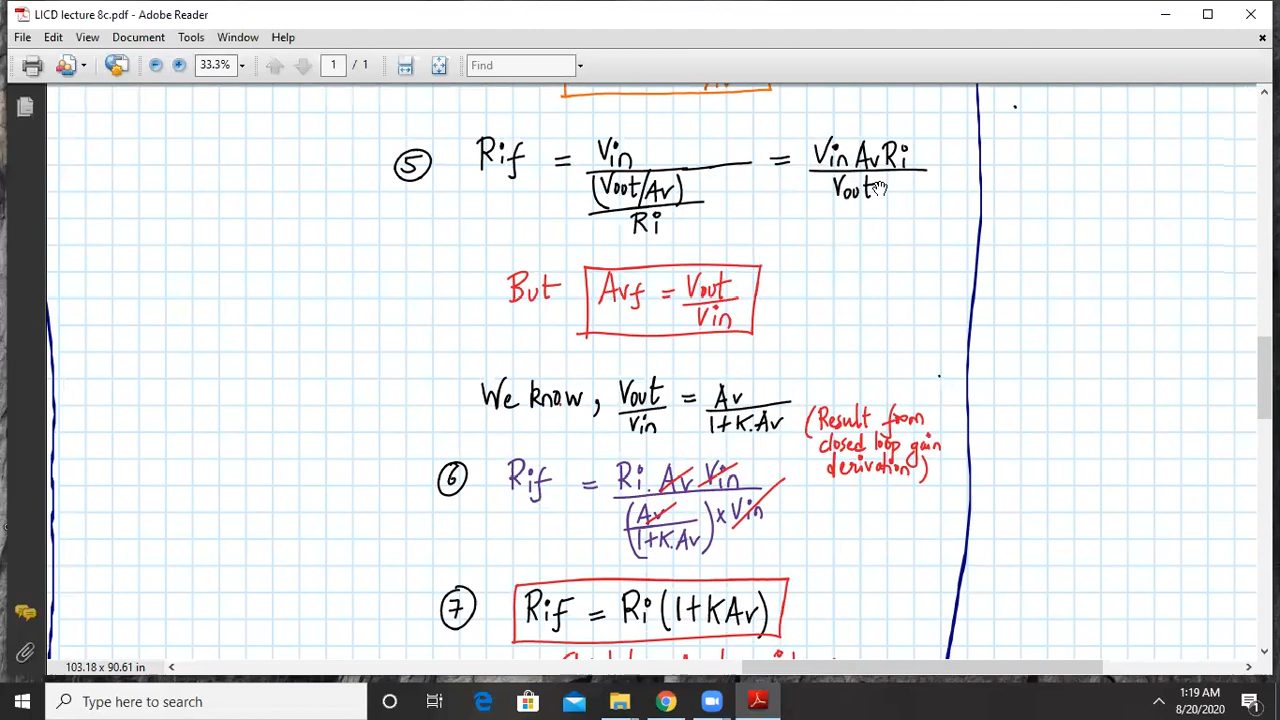 LICD lecture 8c.pdf - Adobe Reader
File Edit View Document Tools Window Help
33.3% 1 / 1 Find
5 Rif = Vin / ((Vout/Av) / Ri) = Vin Av Ri / Vout
But Avf = Vout / Vin
We know, Vout / Vin = Av / 1+K.Av
(Result from
closed loop gain
derivation)
6 Rif = Ri. Av Vin / (Av / 1+K.Av) x Vin
7 Rif = Ri (1+KAv)
103.18 x 90.61 in
Type here to search
1:19 AM
8/20/2020
1